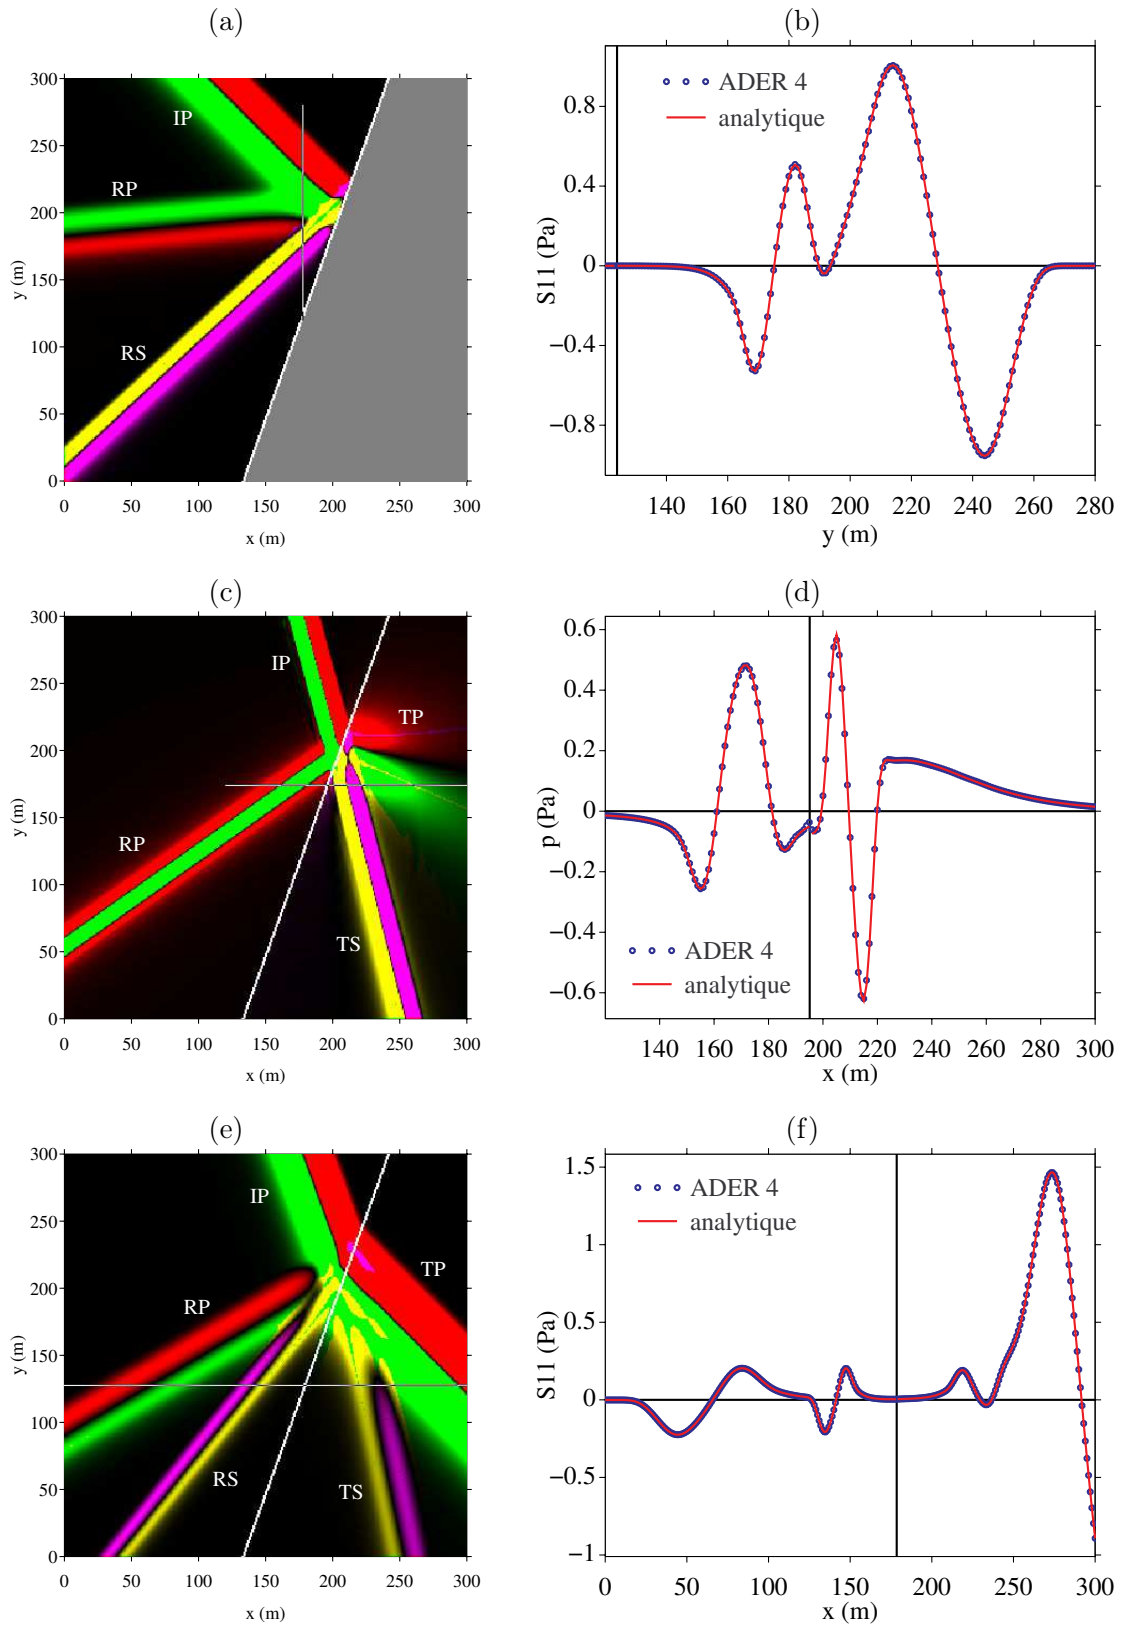 (a)
300
250
200
150
100
50
0
y (m)
IP
RP
RS
0 50 100 150 200 250 300
x (m)
(b)
ADER 4
analytique
0.8
0.4
0
−0.4
−0.8
S11 (Pa)
140 160 180 200 220 240 260 280
y (m)
(c)
300
250
200
150
100
50
0
y (m)
IP
TP
RP
TS
0 50 100 150 200 250 300
x (m)
(d)
0.6
0.4
0.2
0
−0.2
−0.4
−0.6
p (Pa)
ADER 4
analytique
140 160 180 200 220 240 260 280 300
x (m)
(e)
300
250
200
150
100
50
0
y (m)
IP
TP
RP
RS
TS
0 50 100 150 200 250 300
x (m)
(f)
ADER 4
analytique
1.5
1
0.5
0
−0.5
−1
S11 (Pa)
0 50 100 150 200 250 300
x (m)